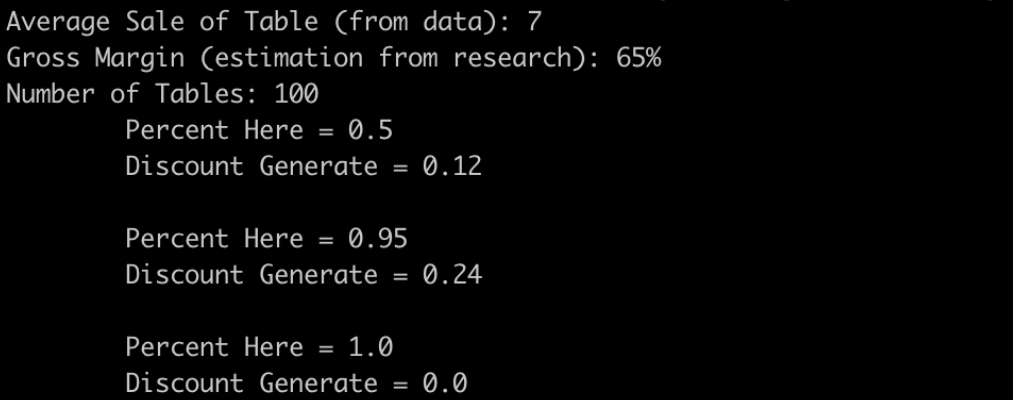 Average Sale of Table (from data): 7
Gross Margin (estimation from research): 65%
Number of Tables: 100
Percent Here = 0.5
Discount Generate = 0.12
Percent Here = 0.95
Discount Generate = 0.24
Percent Here = 1.0
Discount Generate = 0.0